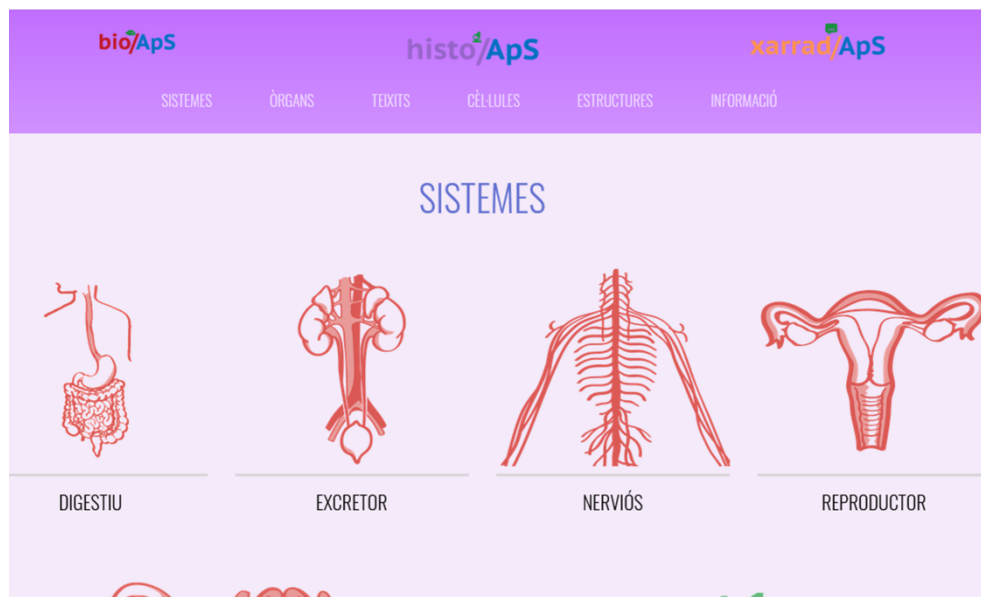 bio/ApS
histo/ApS
xarrad/ApS
SISTEMES ÒRGANS TEIXITS CÈL·LULES ESTRUCTURES INFORMACIÓ
SISTEMES
DIGESTIU EXCRETOR NERVIÓS REPRODUCTOR